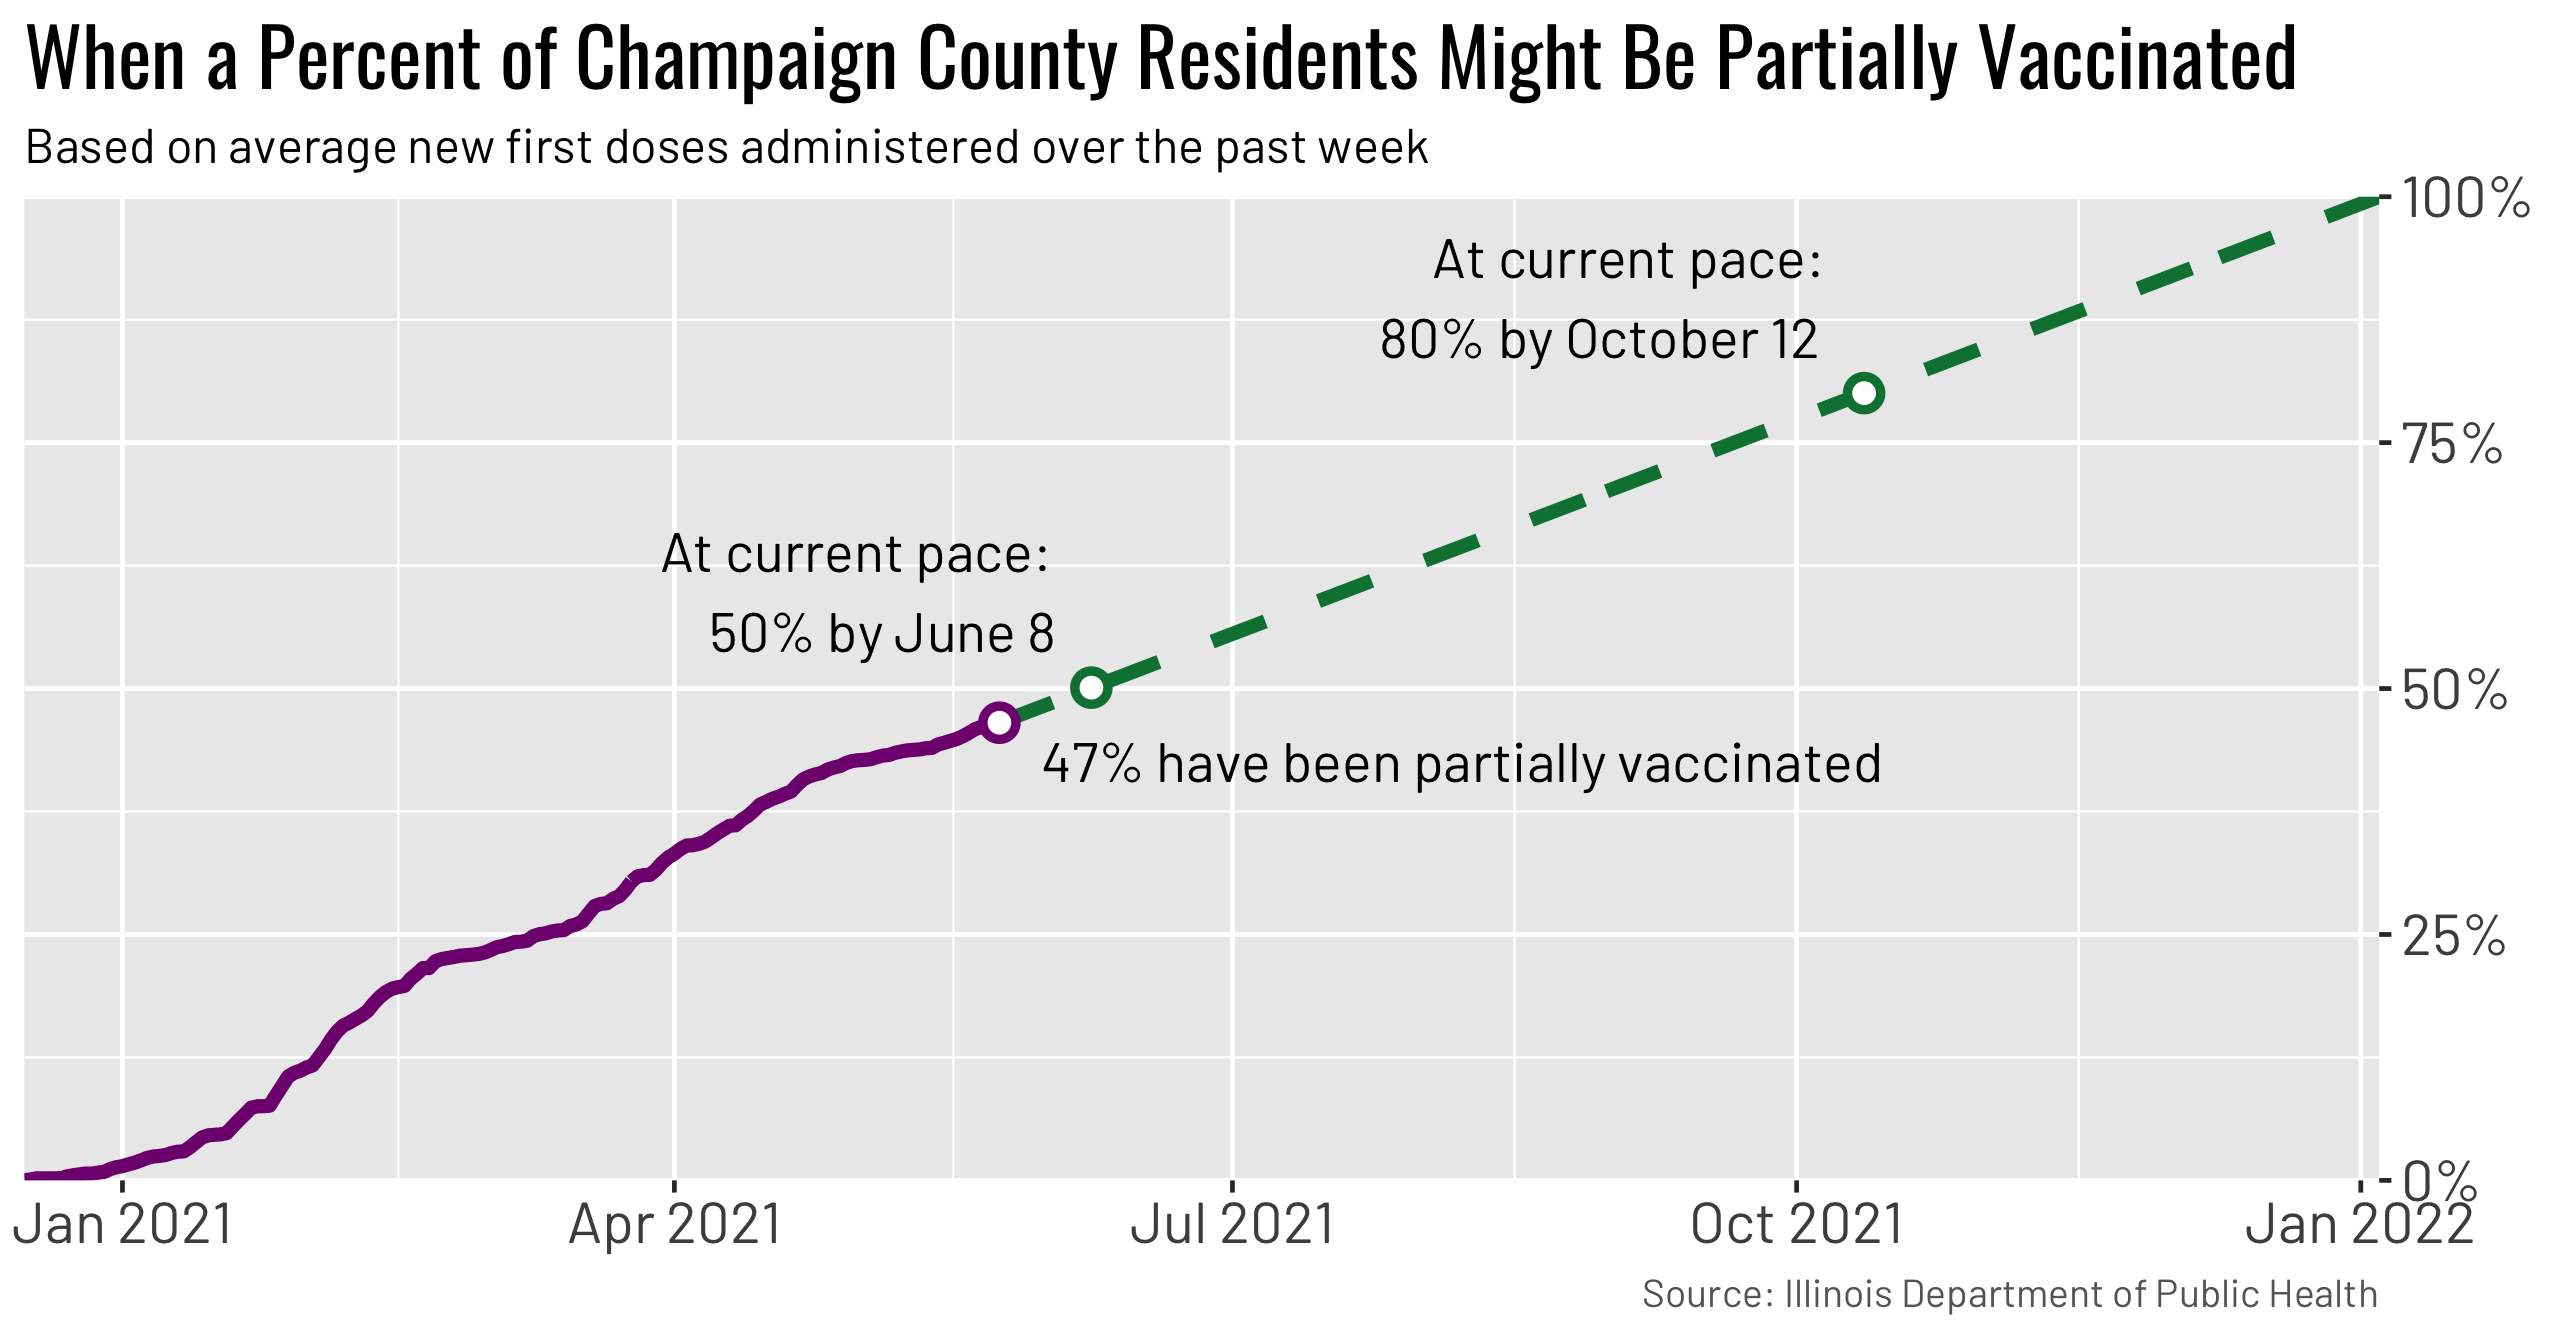 When a Percent of Champaign County Residents Might Be Partially Vaccinated
Based on average new first doses administered over the past week
100%
At current pace:
80% by October 12
75%
At current pace:
50% by June 8
50%
47% have been partially vaccinated
25%
0%
Jan 2021
Apr 2021
Jul 2021
Oct 2021
Jan 2022
Source: Illinois Department of Public Health